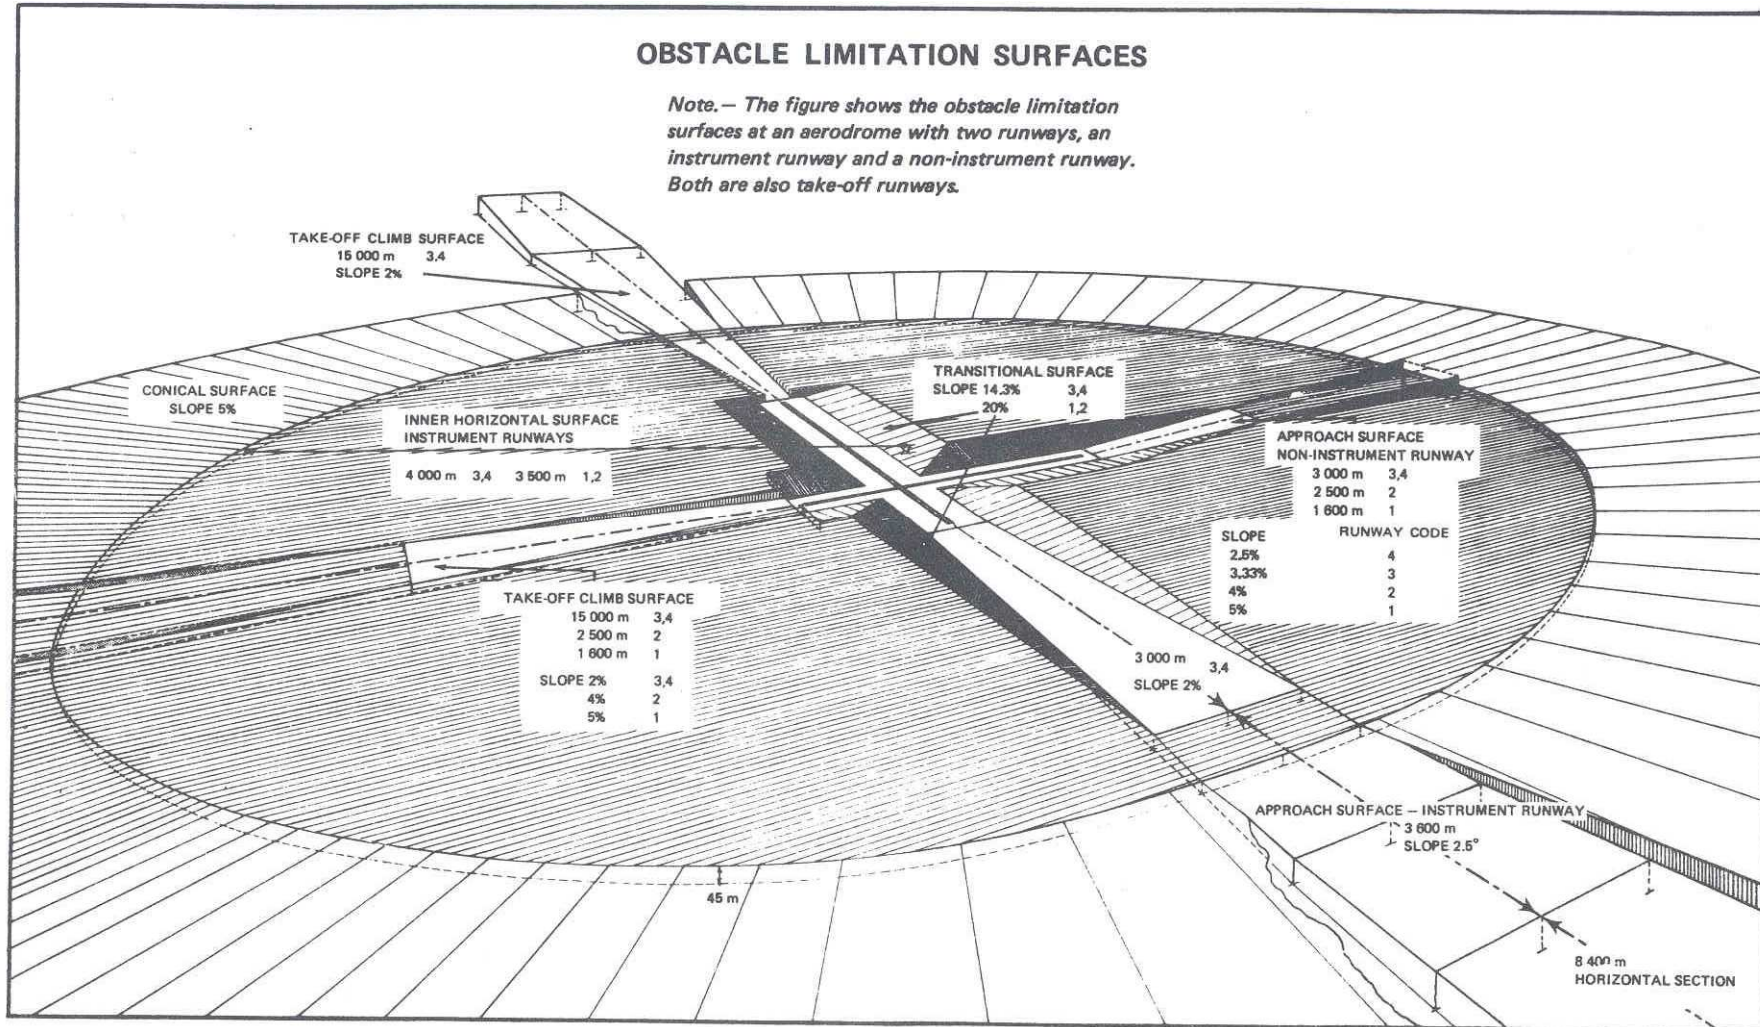 OBSTACLE LIMITATION SURFACES
Note.— The figure shows the obstacle limitation
surfaces at an aerodrome with two runways, an
instrument runway and a non-instrument runway.
Both are also take-off runways.
TAKE-OFF CLIMB SURFACE
15 000 m 3,4
SLOPE 2%
CONICAL SURFACE
SLOPE 5%
INNER HORIZONTAL SURFACE
INSTRUMENT RUNWAYS
4 000 m 3,4 3 500 m 1,2
TRANSITIONAL SURFACE
SLOPE 14.3% 3,4
20% 1,2
APPROACH SURFACE
NON-INSTRUMENT RUNWAY
3 000 m 3,4
2 500 m 2
1 600 m 1
SLOPE RUNWAY CODE
2.5% 4
3.33% 3
4% 2
5% 1
TAKE-OFF CLIMB SURFACE
15 000 m 3,4
2 500 m 2
1 600 m 1
SLOPE 2% 3,4
4% 2
5% 1
3 000 m 3,4
SLOPE 2%
APPROACH SURFACE — INSTRUMENT RUNWAY
3 600 m
SLOPE 2.5°
45 m
8 400 m
HORIZONTAL SECTION